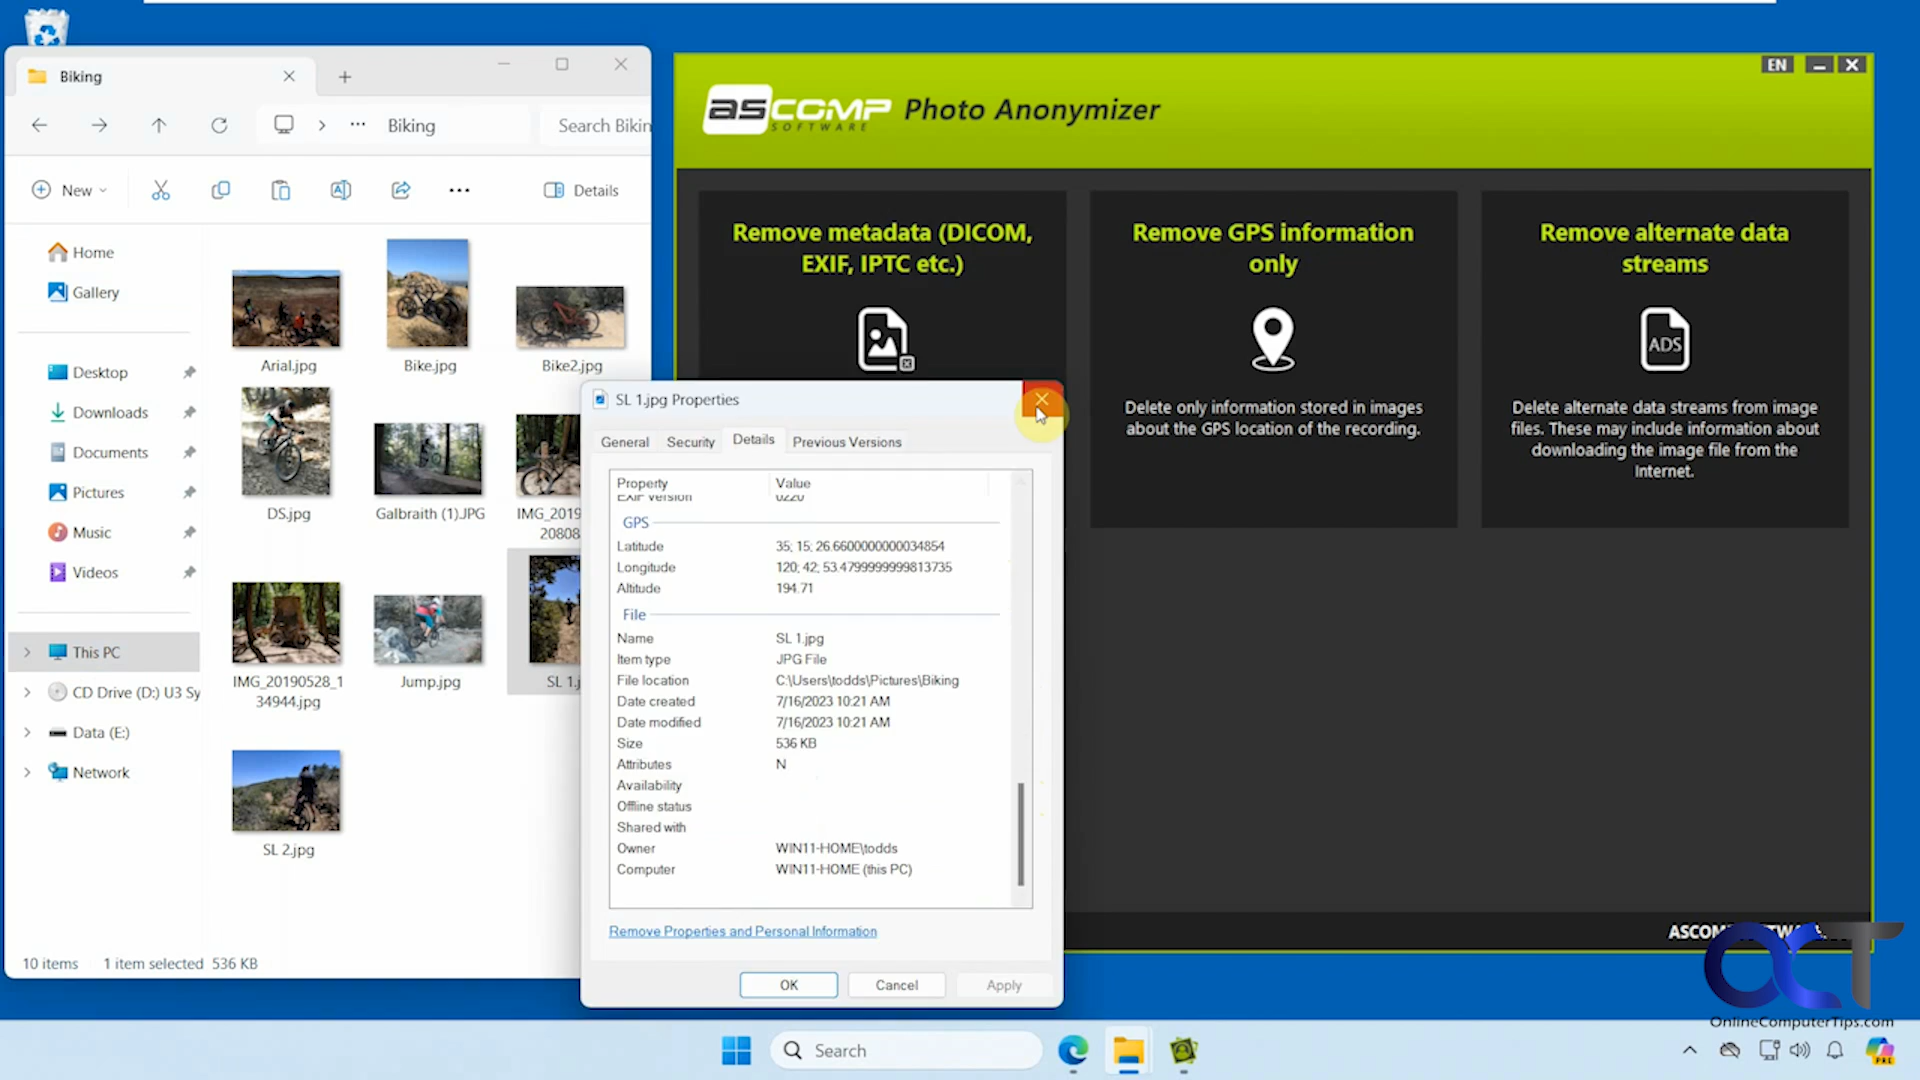 Biking
Biking
Search Bikin
New
Details
Home
Gallery
Desktop
Downloads
Documents
Pictures
Music
Videos
This PC
CD Drive (D:) U3 Sy
Data (E:)
Network
Arial.jpg
Bike.jpg
Bike2.jpg
DS.jpg
Galbraith (1).JPG
IMG_2019
20808
IMG_20190528_1
34944.jpg
Jump.jpg
SL 1.j
SL 2.jpg
10 items 1 item selected 536 KB
EN
ascomp Photo Anonymizer
SOFTWARE
Remove metadata (DICOM,
EXIF, IPTC etc.)
Remove GPS information
only
Delete only information stored in images
about the GPS location of the recording.
Remove alternate data
streams
ADS
Delete alternate data streams from image
files. These may include information about
downloading the image file from the
Internet.
SL 1.jpg Properties
General Security Details Previous Versions
Property Value
EXIF version 0220
GPS
Latitude 35; 15; 26.6600000000034854
Longitude 120; 42; 53.4799999999813735
Altitude 194.71
File
Name SL 1.jpg
Item type JPG File
File location C:\Users\todds\Pictures\Biking
Date created 7/16/2023 10:21 AM
Date modified 7/16/2023 10:21 AM
Size 536 KB
Attributes N
Availability
Offline status
Shared with
Owner WIN11-HOME\todds
Computer WIN11-HOME (this PC)
Remove Properties and Personal Information
OK Cancel Apply
OCT
OnlineComputerTips.com
Search
PRE